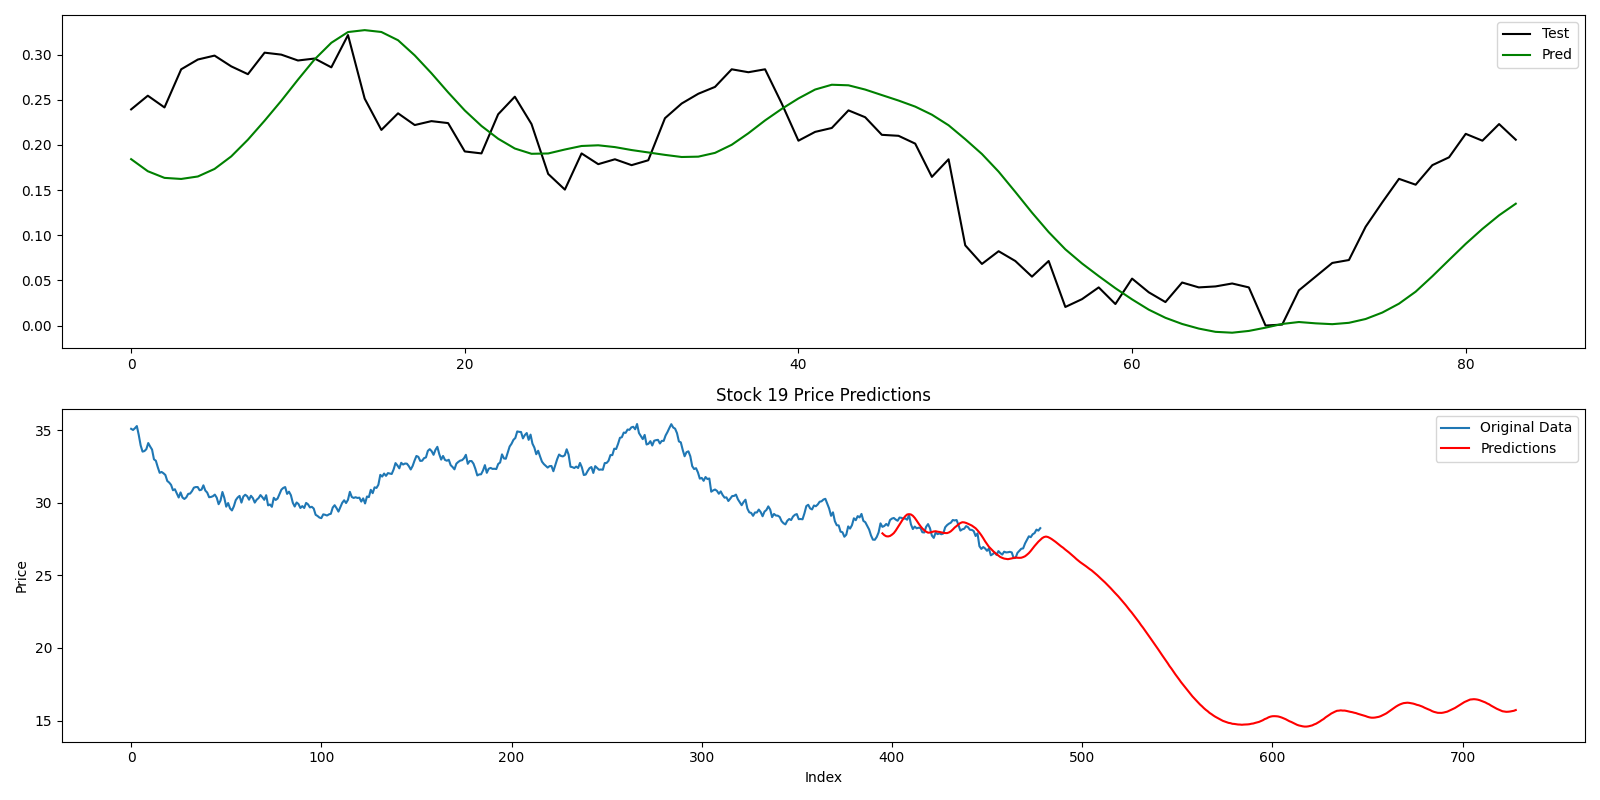 0.30
0.25
0.20
0.15
0.10
0.05
0.00
Test
Pred
0 20 40 60 80
Stock 19 Price Predictions
35
30
25
20
15
Price
Original Data
Predictions
0 100 200 300 400 500 600 700
Index